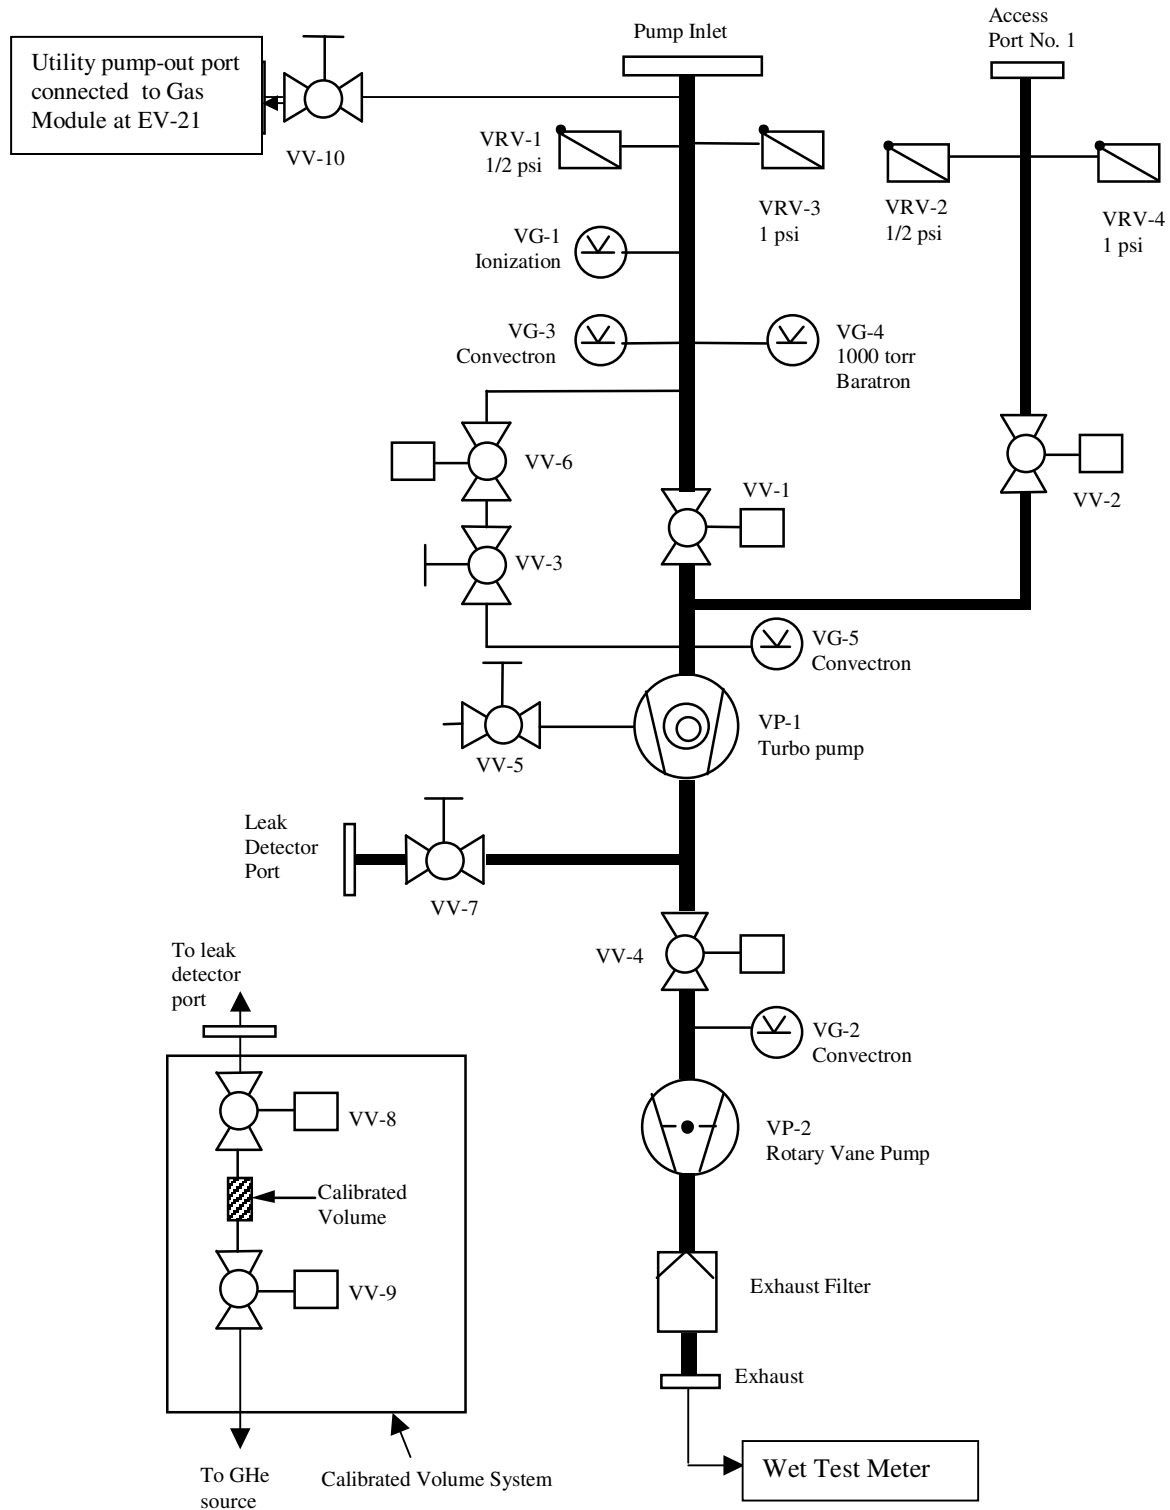 Access
Port No. 1
Pump Inlet
Utility pump-out port
connected to Gas
Module at EV-21
VV-10
VRV-1
1/2 psi
VRV-3
1 psi
VRV-2
1/2 psi
VRV-4
1 psi
VG-1
Ionization
VG-3
Convectron
VG-4
1000 torr
Baratron
VV-6
VV-1
VV-2
VV-3
VG-5
Convectron
VP-1
Turbo pump
VV-5
Leak
Detector
Port
VV-7
VV-4
To leak
detector
port
VG-2
Convectron
VV-8
VP-2
Rotary Vane Pump
Calibrated
Volume
VV-9
Exhaust Filter
Exhaust
To GHe
source
Calibrated Volume System
Wet Test Meter